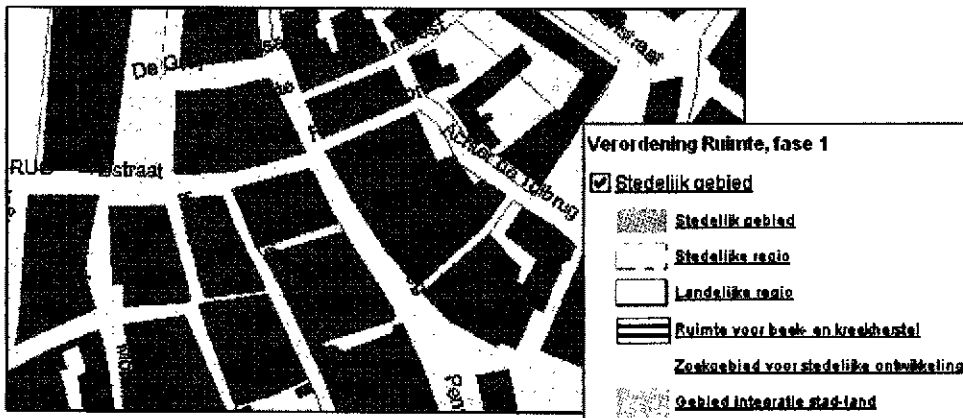 straat
Achter de Tolbrug
Verordening Ruimte, fase 1
Stedelijk gebied
Stedelijk gebied
Stedelijke regio
Landelijke regio
Ruimte voor beek- en kreekherstel
Zoekgebied voor stedelijke ontwikkeling
Gebied integratie stad-land